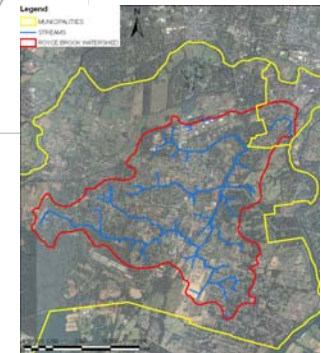 Legend
MUNICIPALITIES
STREAMS
ROYCE BROOK WATERSHED
N